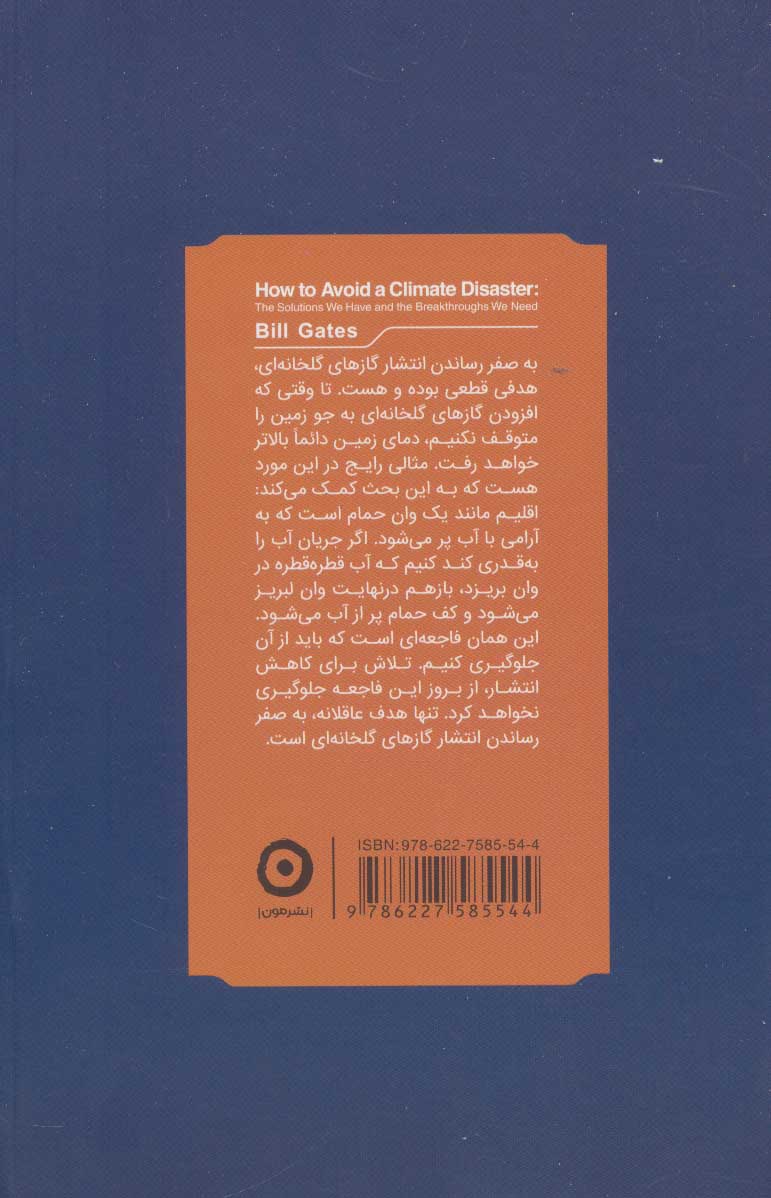 How to Avoid a Climate Disaster:
The Solutions We Have and the Breakthroughs We Need
Bill Gates
به صفر رساندن انتشار گازهای گلخانه‌ای،
هدفی قطعی بوده و هست. تا وقتی که
افزودن گازهای گلخانه‌ای به جو زمین را
متوقف نکنیم، دمای زمین دائماً بالاتر
خواهد رفت. مثالی رایج در این مورد
هست که به این بحث کمک می‌کند:
اقلیم مانند یک وان حمام است که به
آرامی با آب پر می‌شود. اگر جریان آب را
به‌قدری کند کنیم که آب قطره‌قطره در
وان بریزد، بازهم درنهایت وان لبریز
می‌شود و کف حمام پر از آب می‌شود.
این همان فاجعه‌ای است که باید از آن
جلوگیری کنیم. تـلاش برای کاهـش
انتشار، از بـروز ایـن فاجعـه جلوگیری
نخواهـد کرد. تنها هدف عاقلانه، به صفر
رساندن انتشار گازهای گلخانه‌ای است.
ISBN: 978-622-7585-54-4
9 786227 585544
|نشرمون|